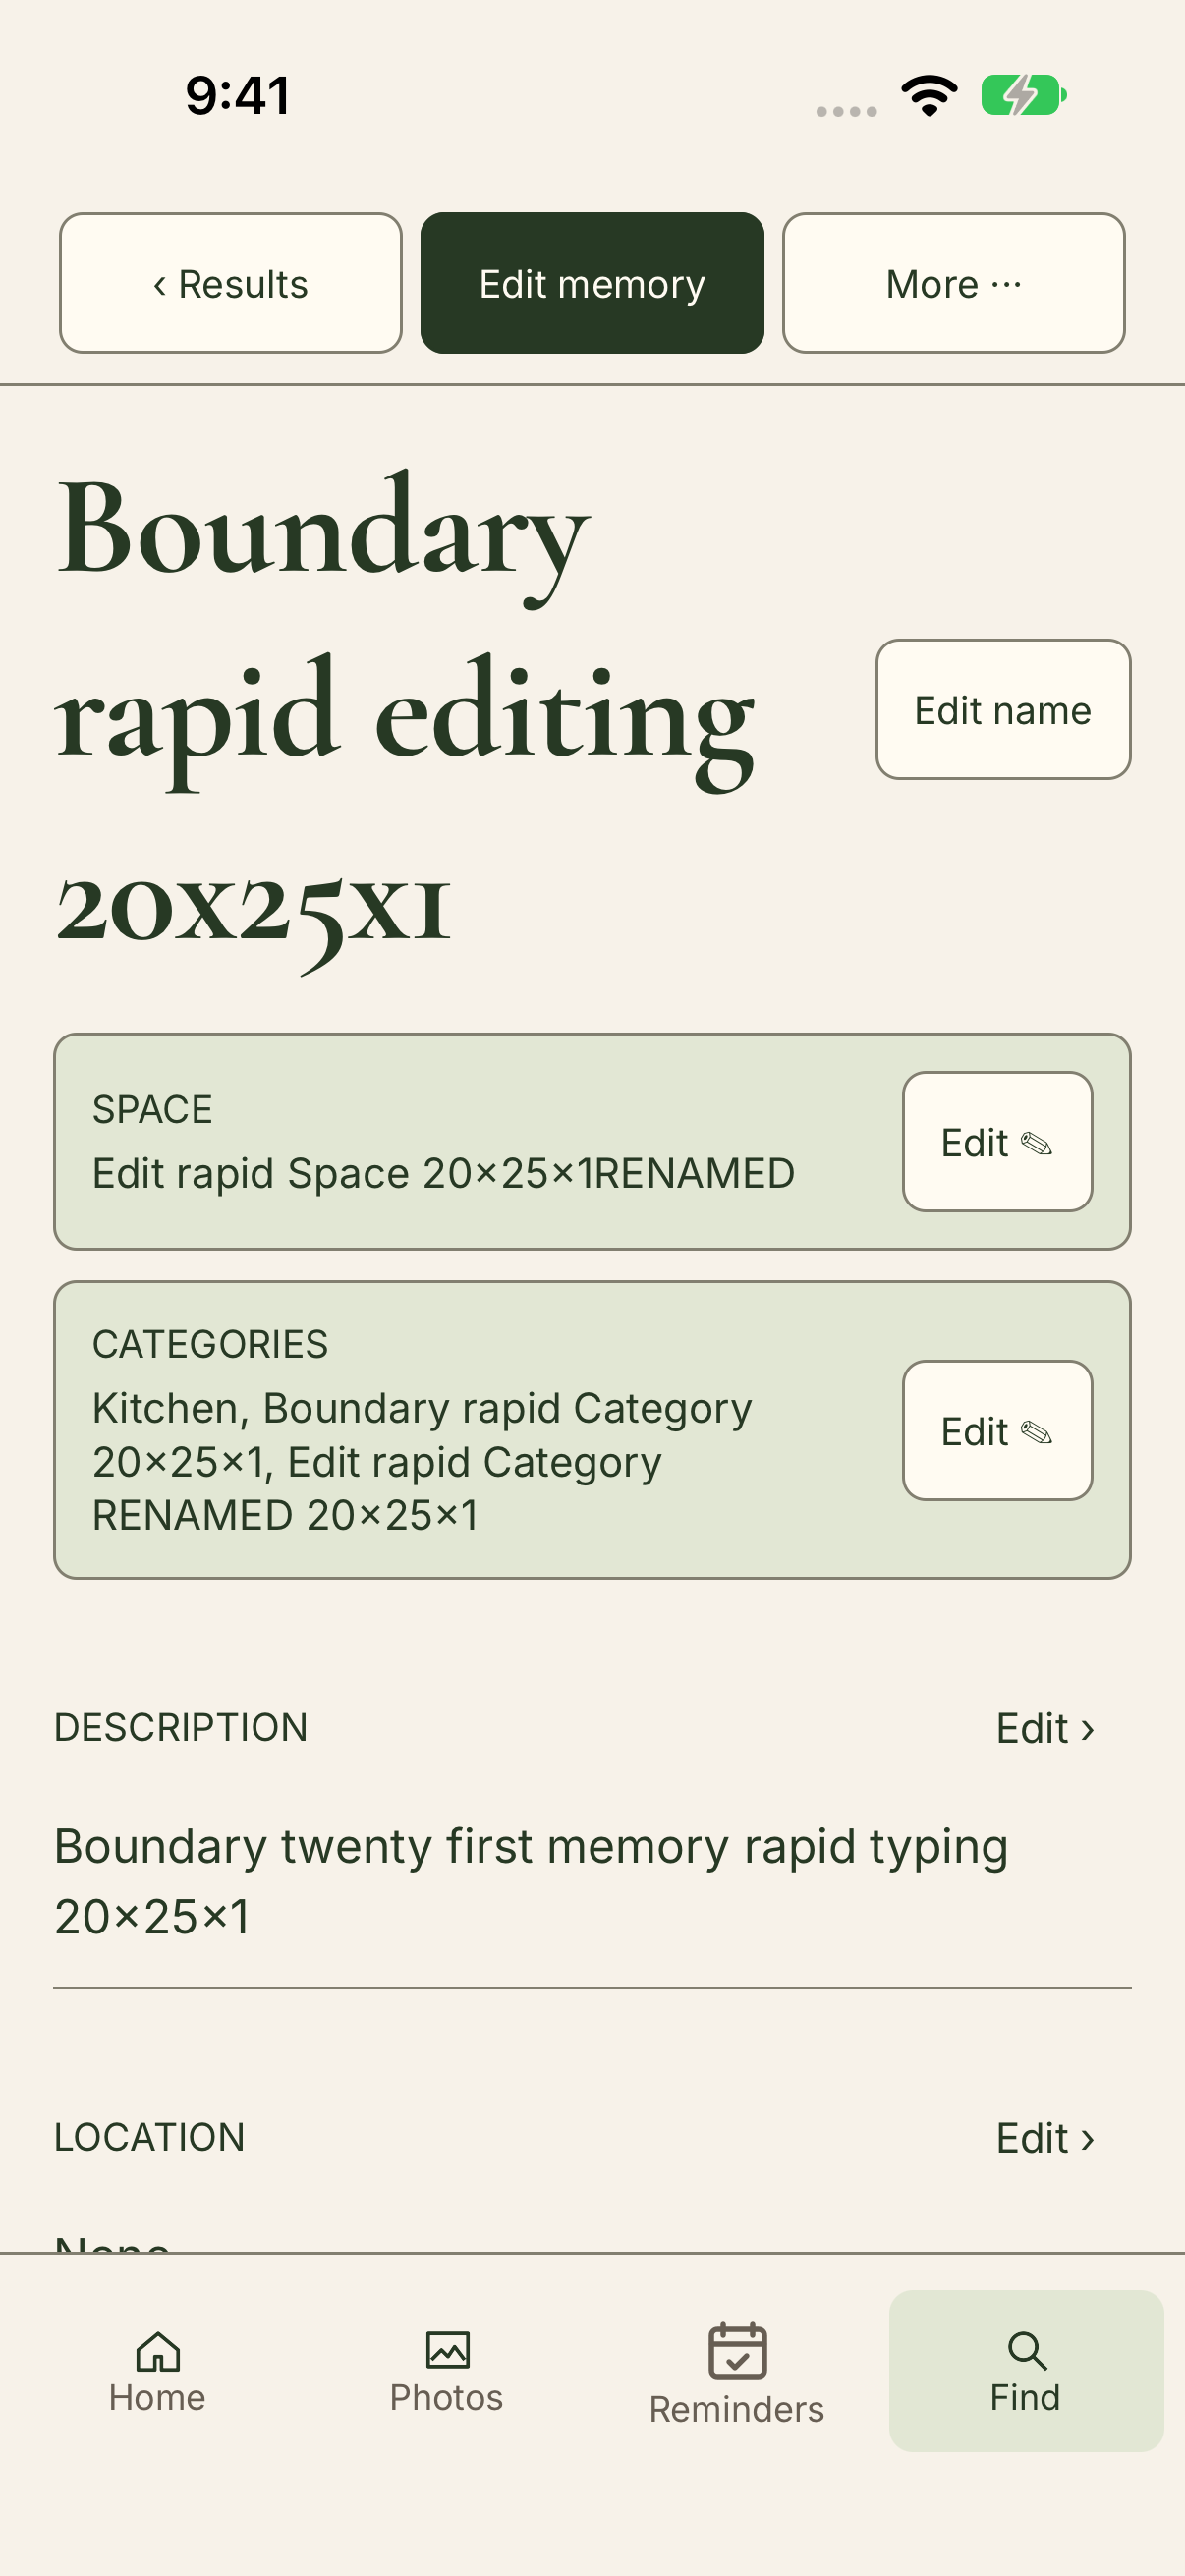 9:41
‹ Results
Edit memory
More ···
Boundary
rapid editing
20x25x1
Edit name
SPACE
Edit rapid Space 20×25×1RENAMED
Edit ✎
CATEGORIES
Kitchen, Boundary rapid Category
20×25×1, Edit rapid Category
RENAMED 20×25×1
Edit ✎
DESCRIPTION
Edit ›
Boundary twenty first memory rapid typing
20×25×1
LOCATION
Edit ›
None
Home
Photos
Reminders
Find